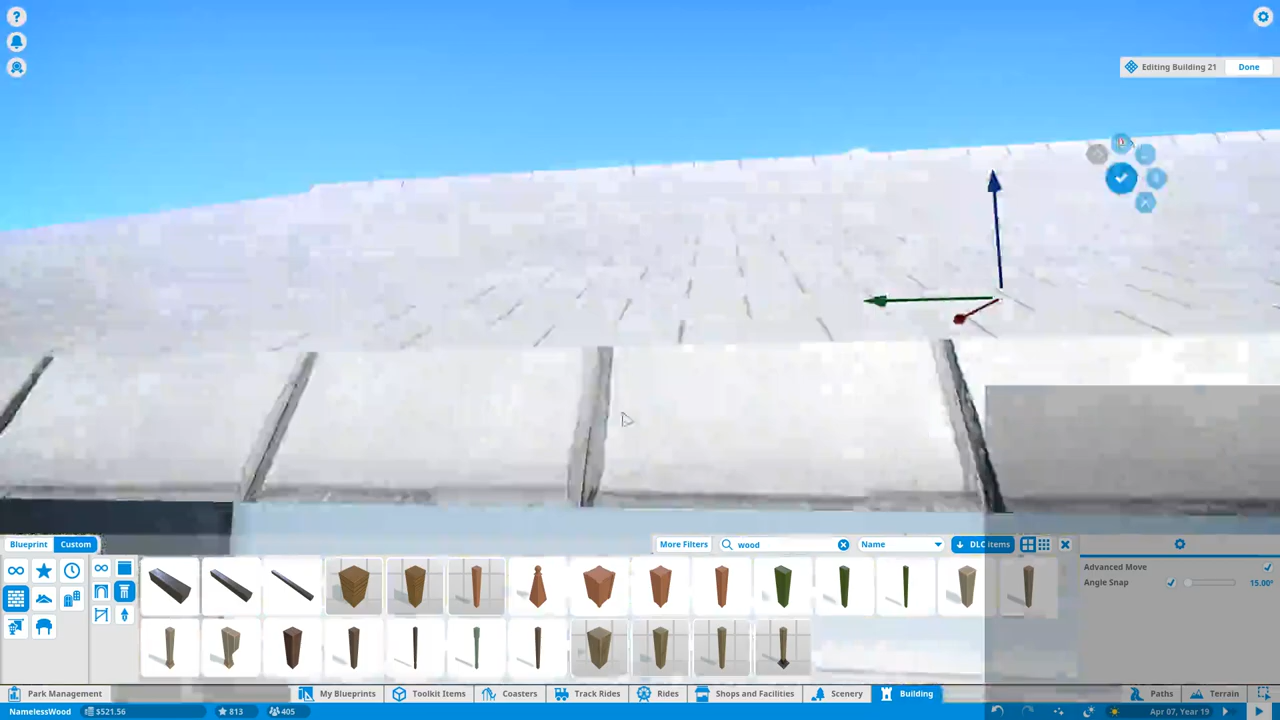 ?
Editing Building 21 Done
Blueprint Custom More Filters wood Name DLC items
Advanced Move
Angle Snap 15.00°
Park Management My Blueprints Toolkit Items Coasters Track Rides Rides Shops and Facilities Scenery Building Paths Terrain
NamelessWood $521.56 813 405 Apr 07, Year 19